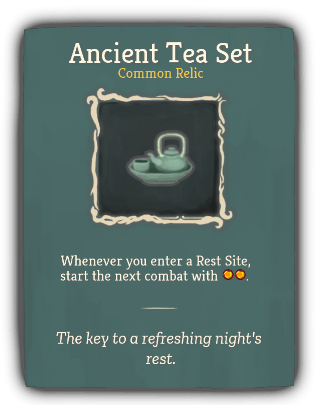 Ancient Tea Set
Common Relic
Whenever you enter a Rest Site,
start the next combat with .
The key to a refreshing night's
rest.